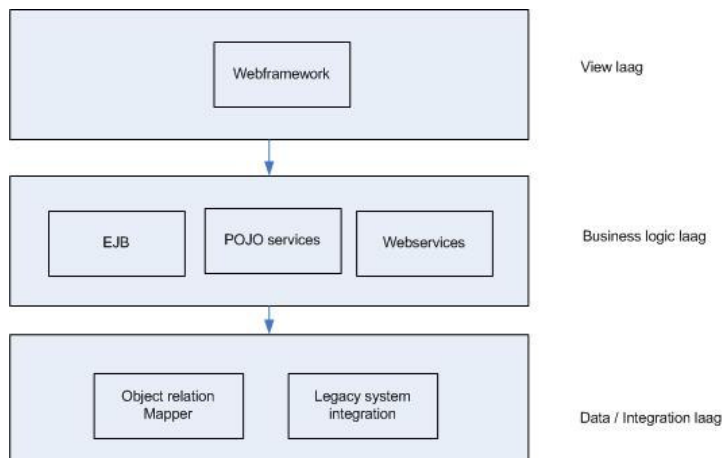 Webframework
View laag
EJB
POJO services
Webservices
Business logic laag
Object relation
Mapper
Legacy system
integration
Data / Integration laag